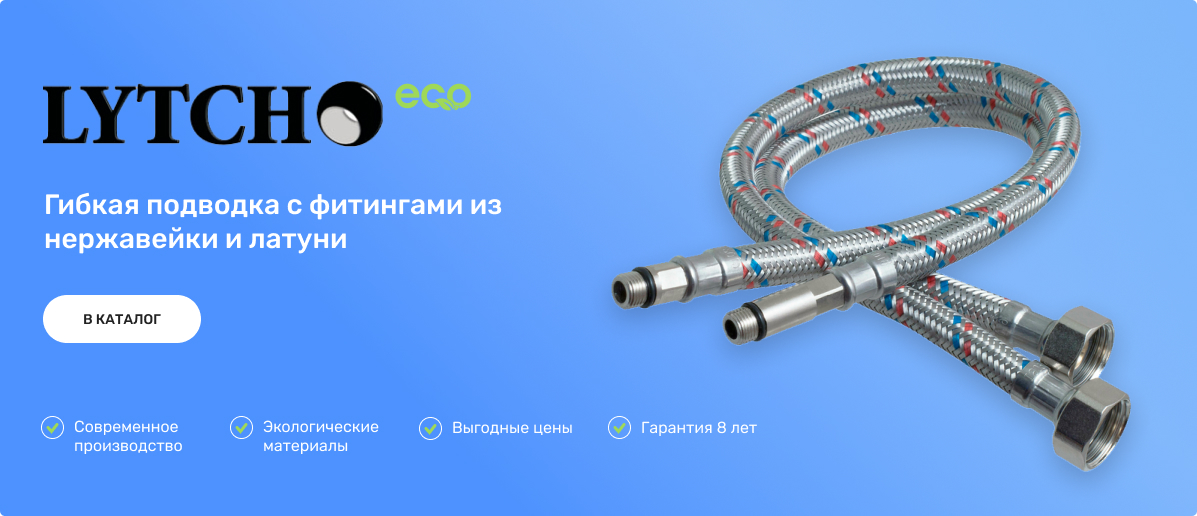 LYTCHO eco
Гибкая подводка с фитингами из
нержавейки и латуни
В КАТАЛОГ
Современное
производство
Экологические
материалы
Выгодные цены
Гарантия 8 лет